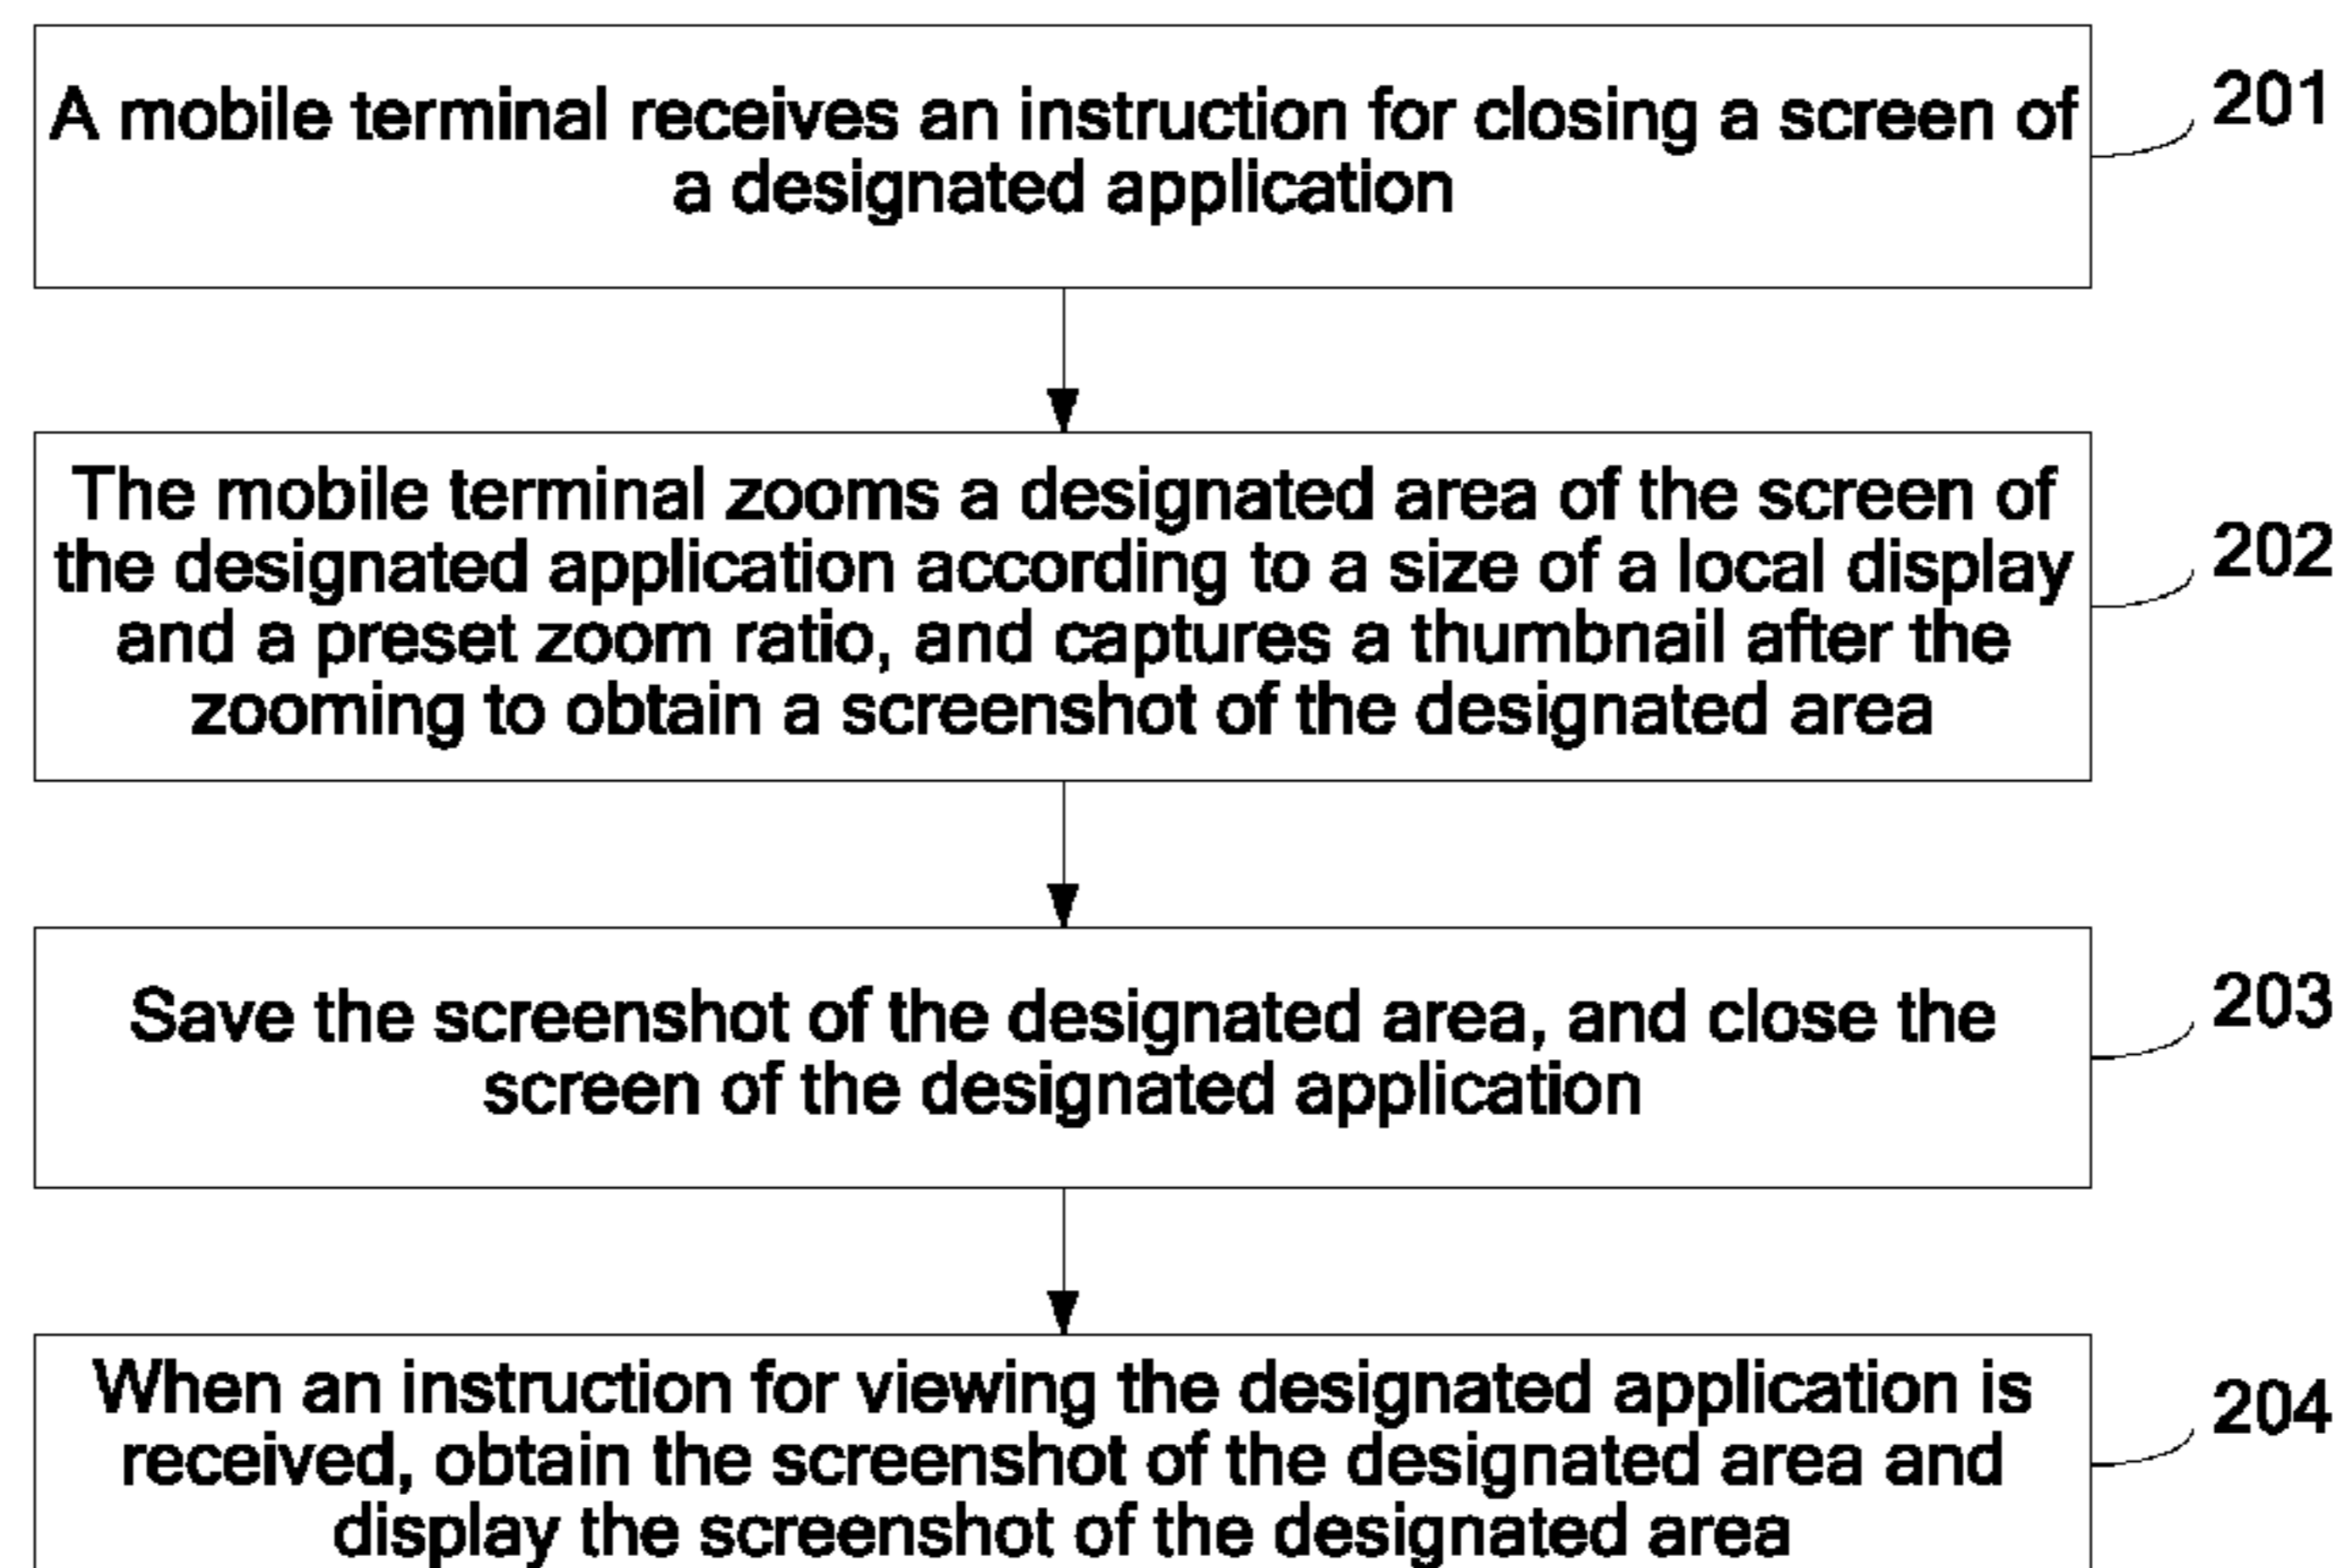 A mobile terminal receives an instruction for closing a screen of
a designated application
201
The mobile terminal zooms a designated area of the screen of
the designated application according to a size of a local display
and a preset zoom ratio, and captures a thumbnail after the
zooming to obtain a screenshot of the designated area
202
Save the screenshot of the designated area, and close the
screen of the designated application
203
When an instruction for viewing the designated application is
received, obtain the screenshot of the designated area and
display the screenshot of the designated area
204